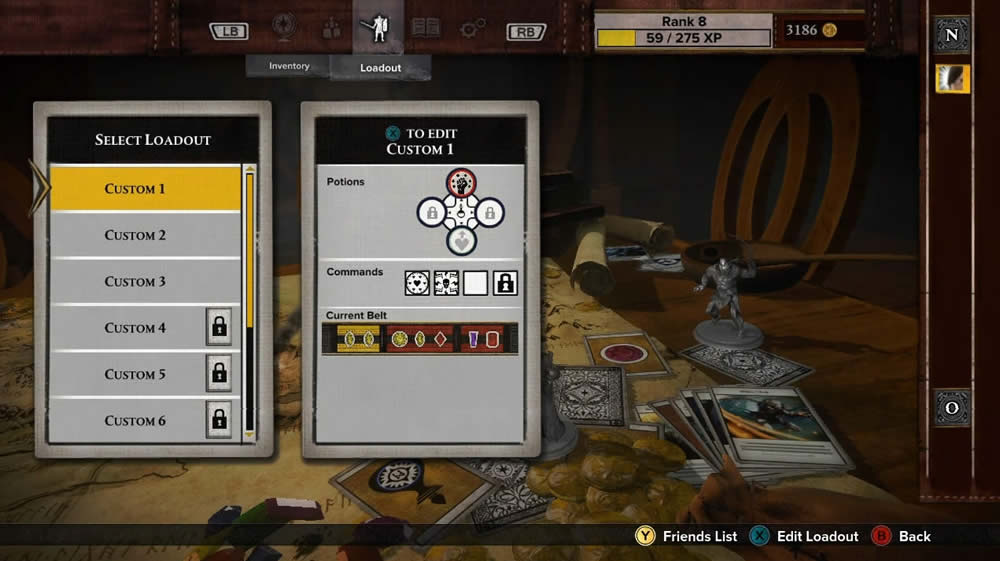 LB
RB
Rank 8
59 / 275 XP
3186
N
Inventory
Loadout
SELECT LOADOUT
CUSTOM 1
CUSTOM 2
CUSTOM 3
CUSTOM 4
CUSTOM 5
CUSTOM 6
X TO EDIT
CUSTOM 1
Potions
Commands
Current Belt
O
Y Friends List
X Edit Loadout
B Back